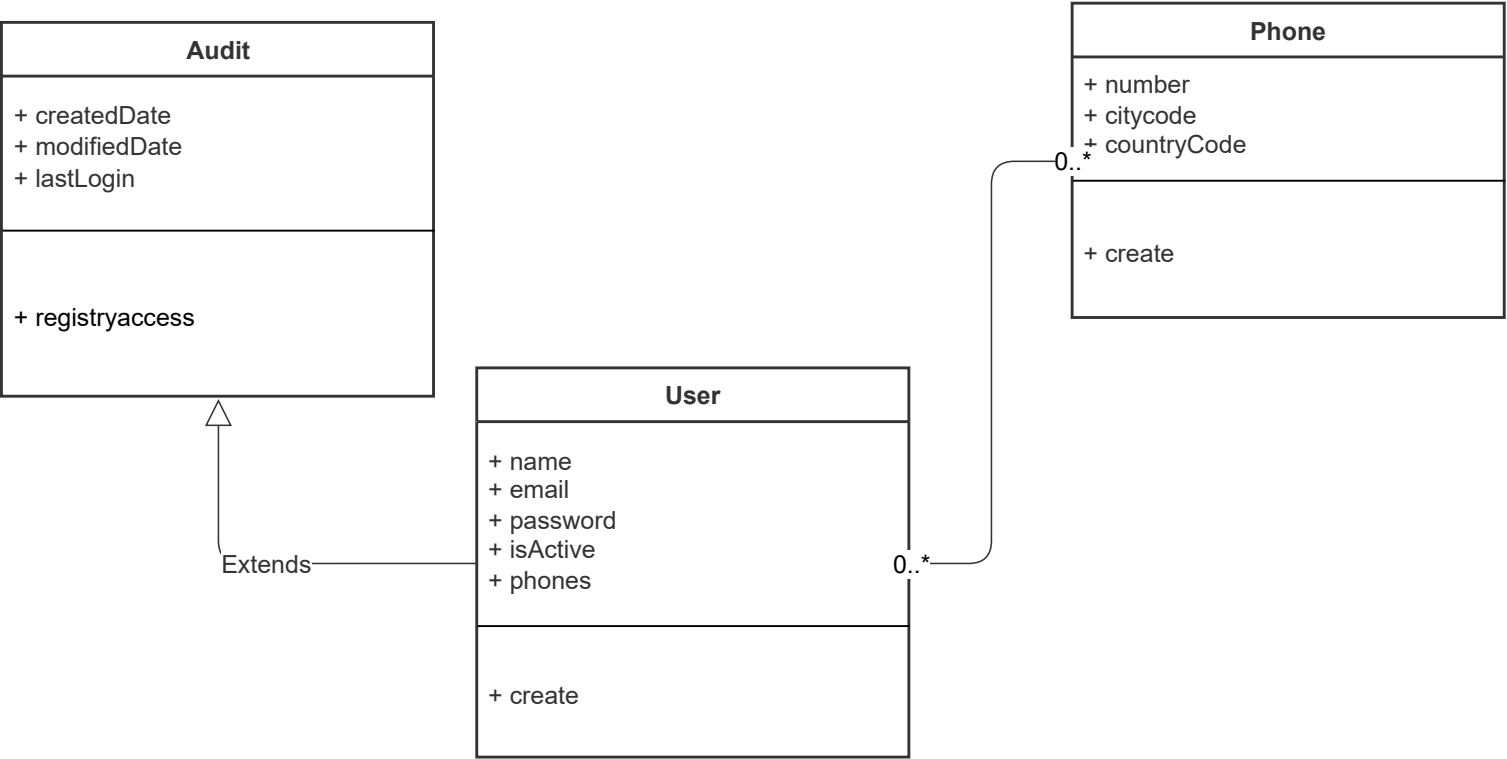 Audit
+ createdDate
+ modifiedDate
+ lastLogin
+ registryaccess
Phone
+ number
+ citycode
+ countryCode
0..*
+ create
User
+ name
+ email
+ password
+ isActive
+ phones
0..*
+ create
Extends